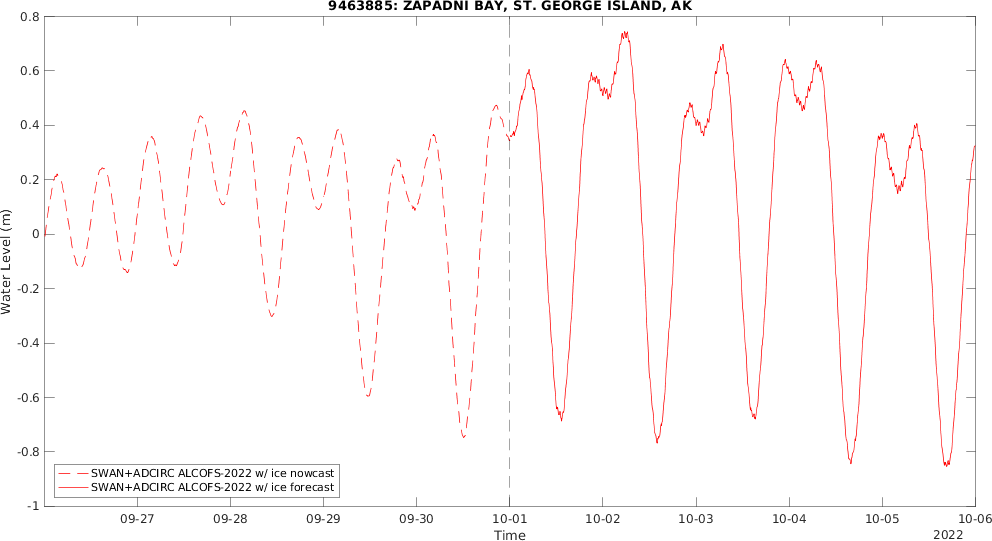 9463885: ZAPADNI BAY, ST. GEORGE ISLAND, AK
Water Level (m)
0.8
0.6
0.4
0.2
0
-0.2
-0.4
-0.6
-0.8
-1
SWAN+ADCIRC ALCOFS-2022 w/ ice nowcast
SWAN+ADCIRC ALCOFS-2022 w/ ice forecast
09-27 09-28 09-29 09-30 10-01 10-02 10-03 10-04 10-05 10-06
Time
2022